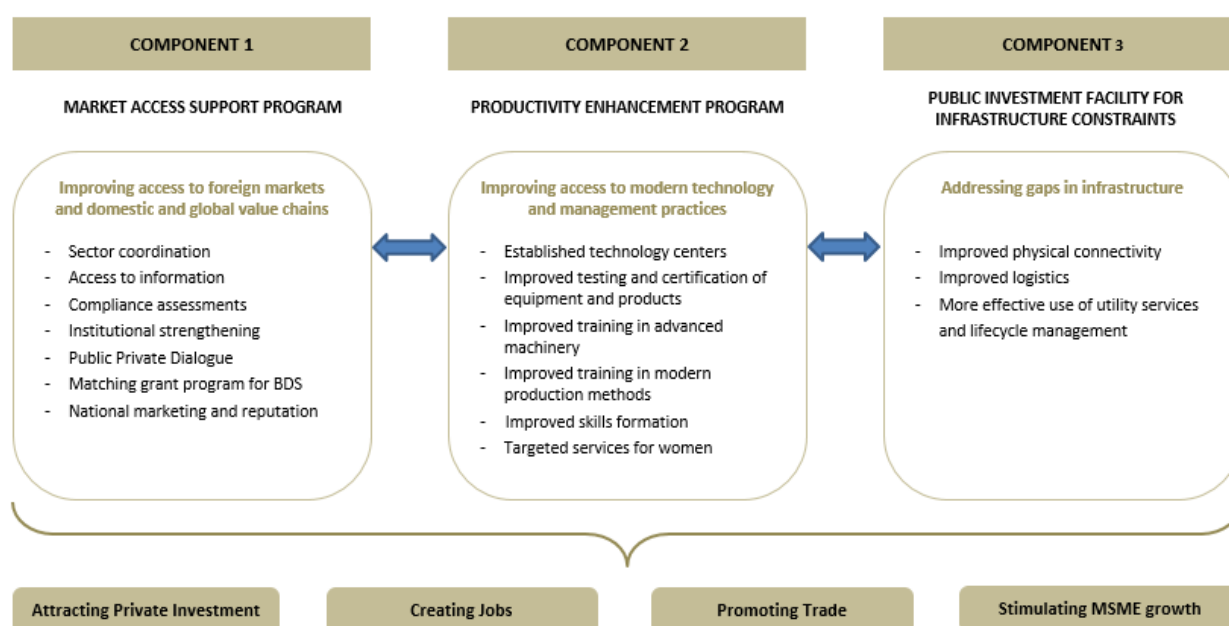 COMPONENT 1
COMPONENT 2
COMPONENT 3
MARKET ACCESS SUPPORT PROGRAM
PRODUCTIVITY ENHANCEMENT PROGRAM
PUBLIC INVESTMENT FACILITY FOR
INFRASTRUCTURE CONSTRAINTS
Improving access to foreign markets
and domestic and global value chains
- Sector coordination
- Access to information
- Compliance assessments
- Institutional strengthening
- Public Private Dialogue
- Matching grant program for BDS
- National marketing and reputation
Improving access to modern technology
and management practices
- Established technology centers
- Improved testing and certification of
equipment and products
- Improved training in advanced
machinery
- Improved training in modern
production methods
- Improved skills formation
- Targeted services for women
Addressing gaps in infrastructure
- Improved physical connectivity
- Improved logistics
- More effective use of utility services
and lifecycle management
Attracting Private Investment
Creating Jobs
Promoting Trade
Stimulating MSME growth